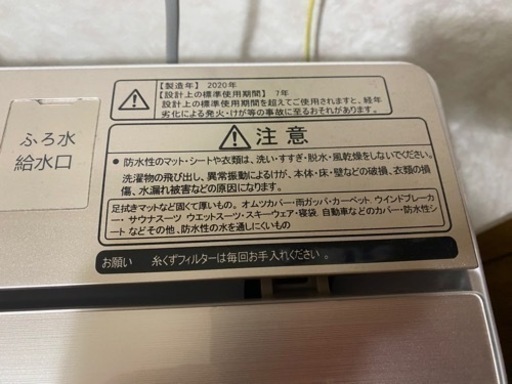 ふろ水
給水口
【製造年】 2020年
【設計上の標準使用期間】 7年
設計上の標準使用期間を超えてご使用されますと、経年
劣化による発火・けが等の事故に至るおそれがあります。
注意
・防水性のマット・シートや衣類は、洗い・すすぎ・脱水・風乾燥をしないでください。
洗濯物の飛び出し、異常振動によるけが、本体・床・壁などの破損、衣類の損
傷、水漏れ被害などの原因になります。
足拭きマットなど固くて厚いもの。オムツカバー・雨ガッパ・カーペット、ウインドブレーカ
ー・サウナスーツ ウエットスーツ・スキーウェア・寝袋、自動車などのカバー・防水性シ
ート などその他、防水性の水を通しにくいもの
お願い 糸くずフィルターは毎回お手入れください。